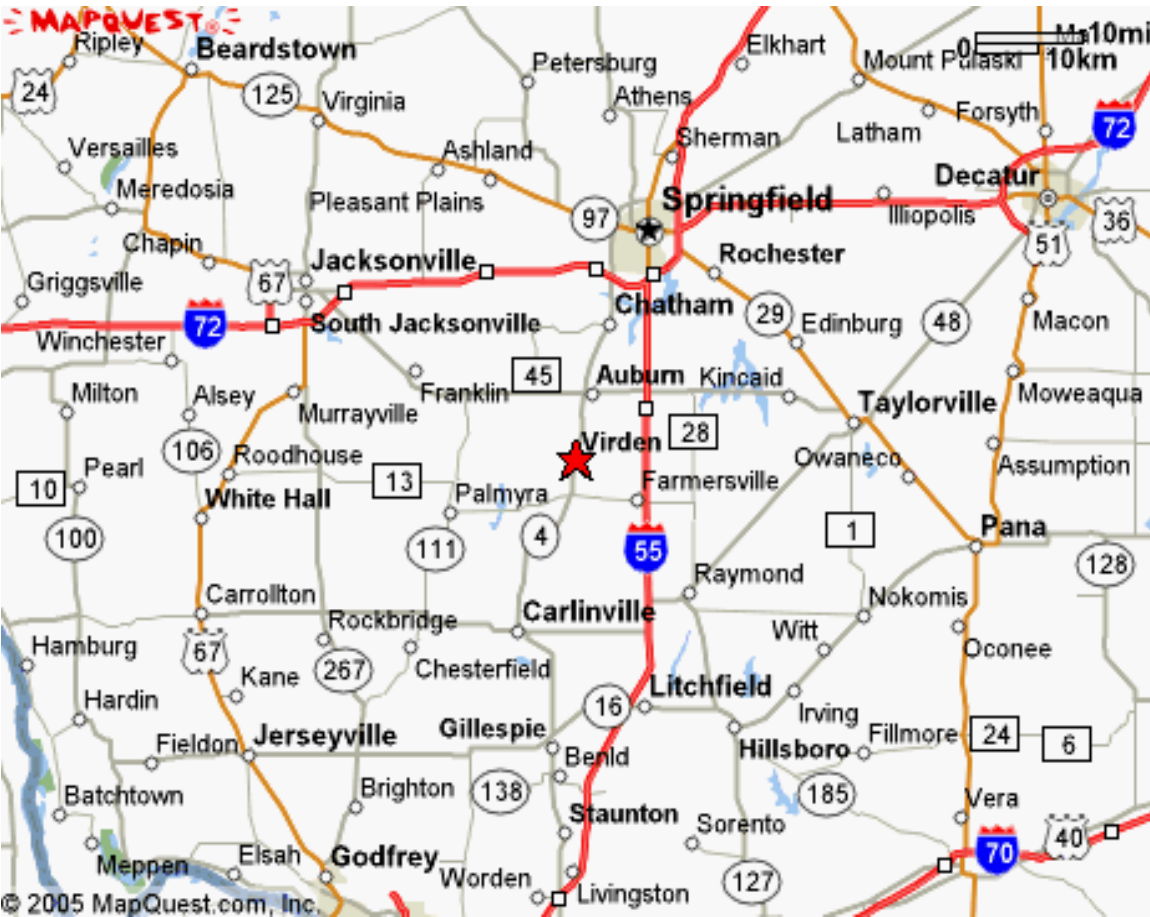 MAPQUEST®
Ripley
Beardstown
Elkhart
0
10mi
10km
Mount Pulaski
Petersburg
24
125
Virginia
Athens
Forsyth
72
Latham
Versailles
Ashland
Sherman
Decatur
Meredosia
Pleasant Plains
Springfield
97
Illiopolis
36
Chapin
51
Jacksonville
Rochester
Griggsville
67
Chatham
72
South Jacksonville
29
Edinburg
48
Macon
Winchester
45
Auburn
Kincaid
Milton
Alsey
Franklin
Moweaqua
Murrayville
Taylorville
106
Virden
28
Roodhouse
Owaneco
Assumption
Pearl
10
13
Farmersville
White Hall
Palmyra
100
111
4
55
1
Pana
128
Raymond
Carrollton
Rockbridge
Carlinville
Nokomis
Hamburg
67
267
Chesterfield
Witt
Oconee
Kane
Hardin
16
Litchfield
Irving
Fieldon
Jerseyville
Gillespie
Hillsboro
Fillmore
24
6
Benld
Batchtown
Brighton
138
185
Vera
Staunton
Sorento
40
Meppen
Elsah
Godfrey
70
Worden
Livingston
127
© 2005 MapQuest.com, Inc.